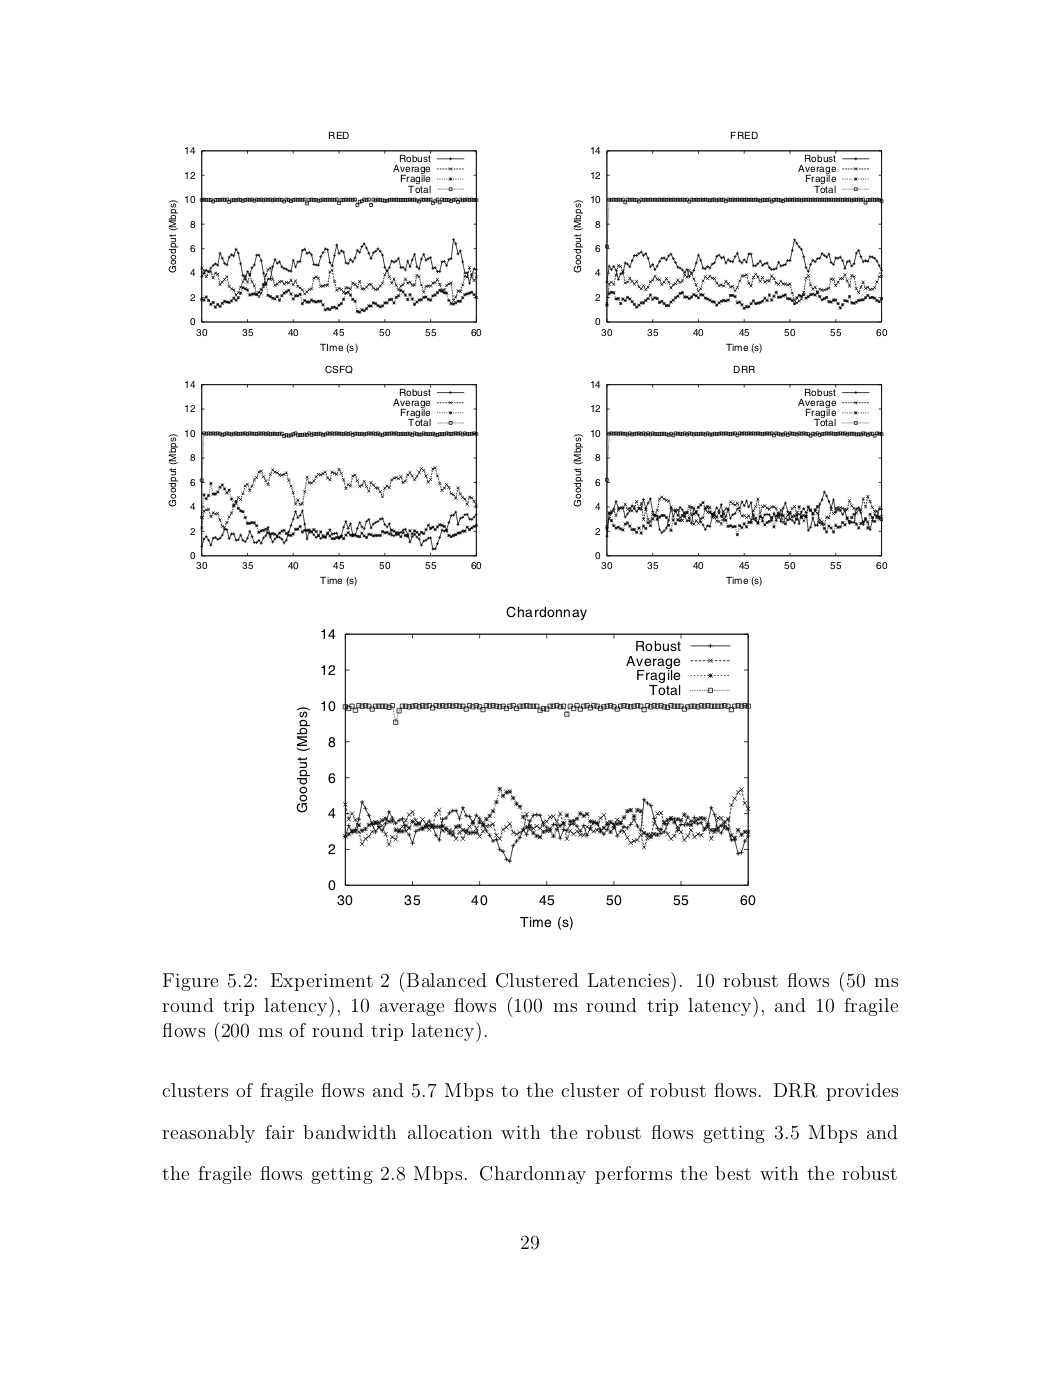 RED
14
12
10
8
6
4
2
0
Goodput (Mbps)
Robust
Average
Fragile
Total
30 35 40 45 50 55 60
TIme (s)
FRED
14
12
10
8
6
4
2
0
Goodput (Mbps)
Robust
Average
Fragile
Total
30 35 40 45 50 55 60
Time (s)
CSFQ
14
12
10
8
6
4
2
0
Goodput (Mbps)
Robust
Average
Fragile
Total
30 35 40 45 50 55 60
Time (s)
DRR
14
12
10
8
6
4
2
0
Goodput (Mbps)
Robust
Average
Fragile
Total
30 35 40 45 50 55 60
Time (s)
Chardonnay
14
12
10
8
6
4
2
0
Goodput (Mbps)
Robust
Average
Fragile
Total
30 35 40 45 50 55 60
Time (s)
Figure 5.2: Experiment 2 (Balanced Clustered Latencies). 10 robust flows (50 ms
round trip latency), 10 average flows (100 ms round trip latency), and 10 fragile
flows (200 ms of round trip latency).
clusters of fragile flows and 5.7 Mbps to the cluster of robust flows. DRR provides
reasonably fair bandwidth allocation with the robust flows getting 3.5 Mbps and
the fragile flows getting 2.8 Mbps. Chardonnay performs the best with the robust
29